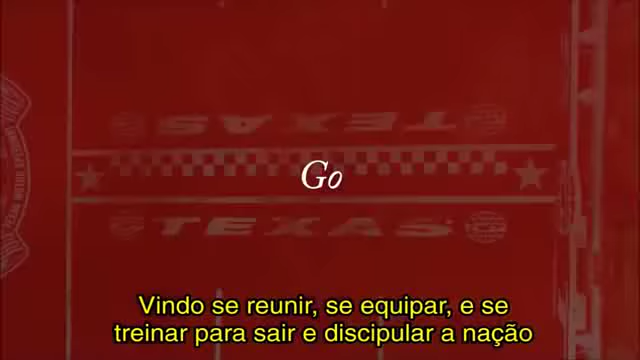 TEXAS
Go
TEXAS
Vindo se reunir, se equipar, e se
treinar para sair e discipular a nação